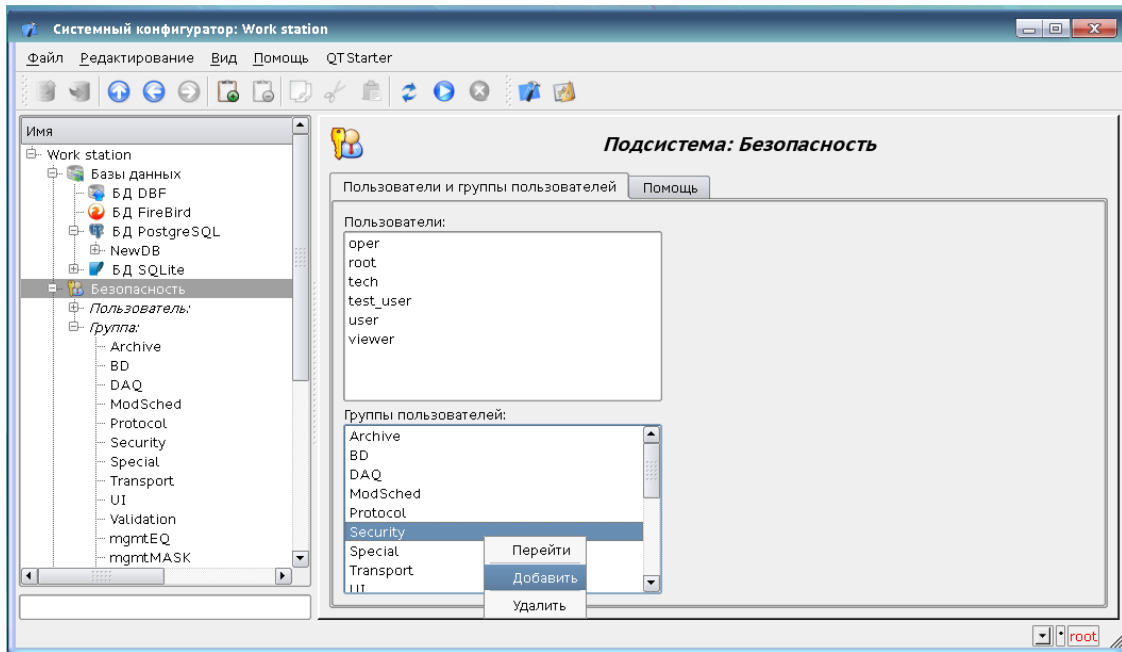 Системный конфигуратор: Work station
Файл Редактирование Вид Помощь QTStarter
Имя
Work station
Базы данных
БД DBF
БД FireBird
БД PostgreSQL
NewDB
БД SQLite
Безопасность
Пользователь:
Группа:
Archive
BD
DAQ
ModSched
Protocol
Security
Special
Transport
UI
Validation
mgmtEQ
mgmtMASK
Подсистема: Безопасность
Пользователи и группы пользователей
Помощь
Пользователи:
oper
root
tech
test_user
user
viewer
Группы пользователей:
Archive
BD
DAQ
ModSched
Protocol
Security
Special
Transport
UI
Перейти
Добавить
Удалить
root